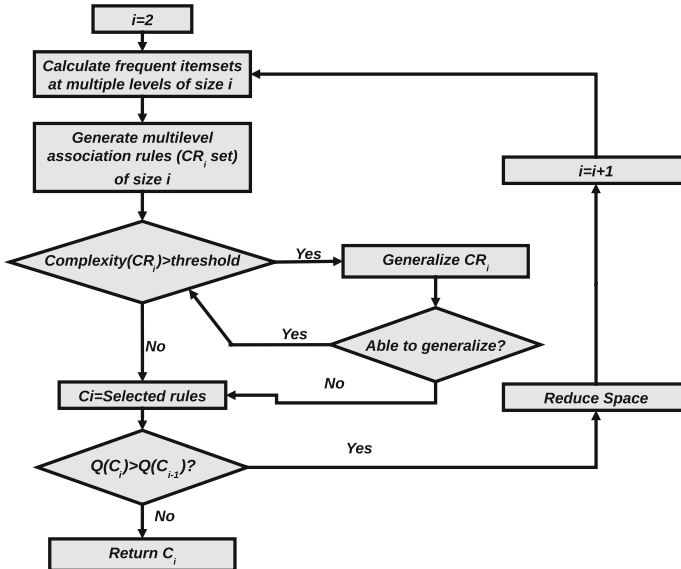 i=2
Calculate frequent itemsets
at multiple levels of size i
Generate multilevel
association rules (CRi set)
of size i
i=i+1
Complexity(CRi)>threshold
Yes
Generalize CRi
Yes
Able to generalize?
No
No
Ci=Selected rules
Reduce Space
Yes
Q(Ci)>Q(Ci-1)?
No
Return Ci